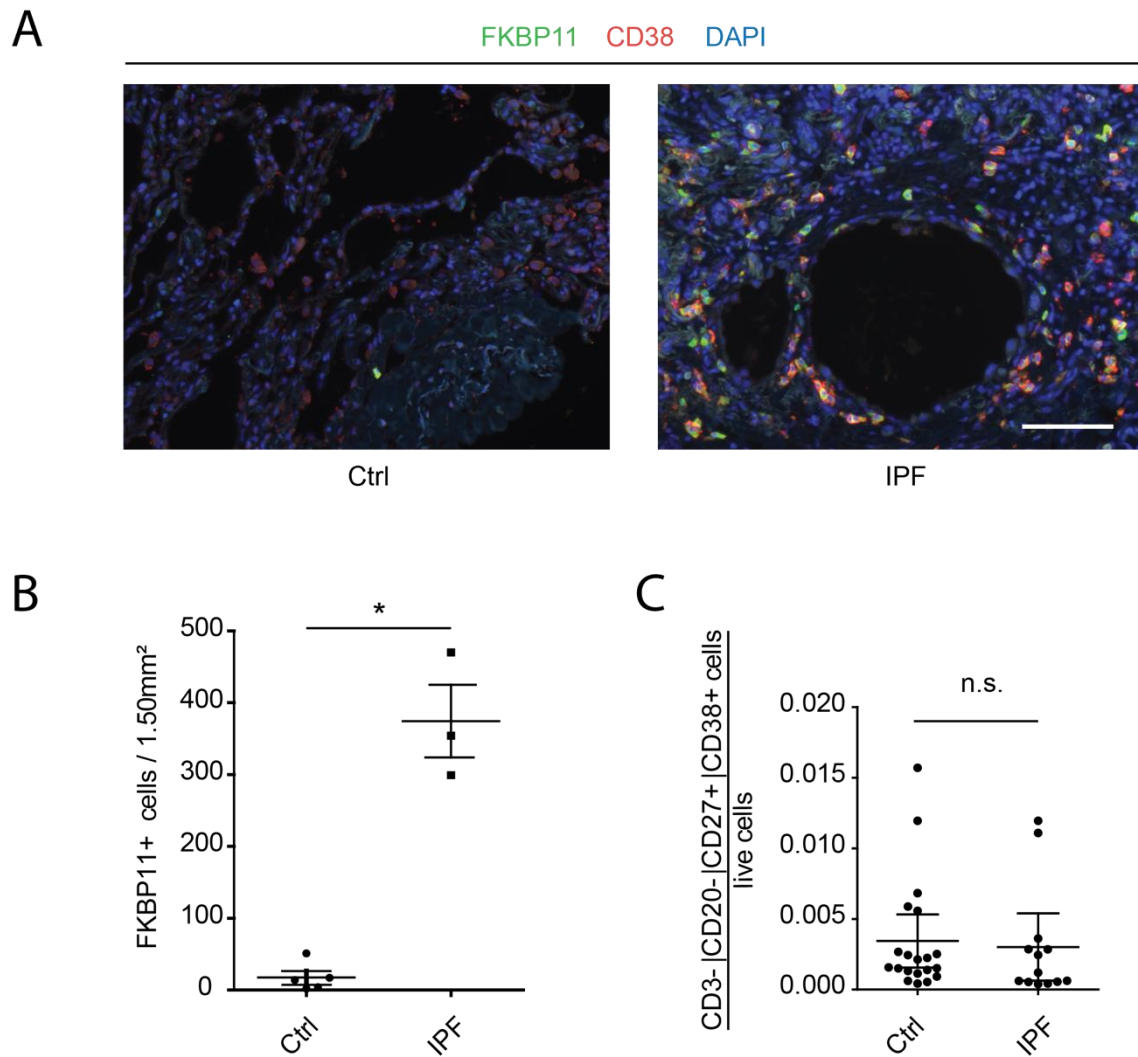 A
FKBP11 CD38 DAPI
Ctrl
IPF
B
FKBP11+ cells / 1.50mm²
500
400
300
200
100
0
*
Ctrl
IPF
C
CD3- |CD20- |CD27+ |CD38+ cells
live cells
0.020
0.015
0.010
0.005
0.000
n.s.
Ctrl
IPF